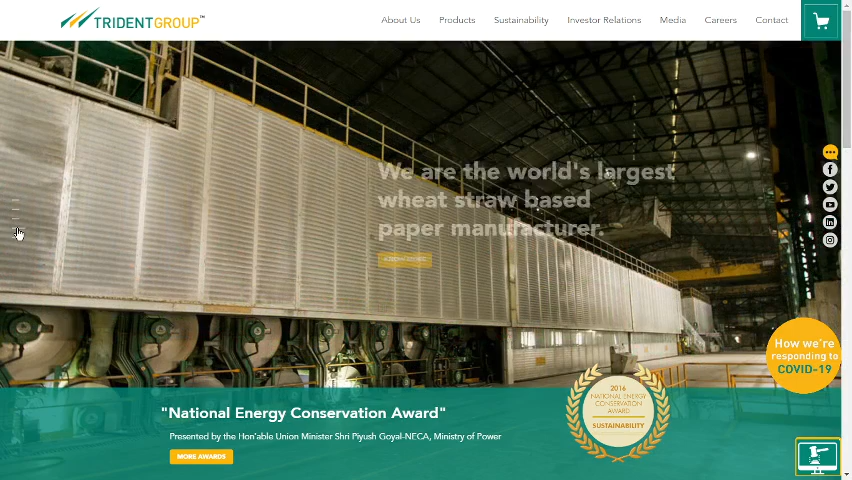 TRIDENTGROUP™
About Us
Products
Sustainability
Investor Relations
Media
Careers
Contact
We are the world's largest
wheat straw based
paper manufacturer.
KNOW MORE
How we're
responding to
COVID-19
"National Energy Conservation Award"
Presented by the Hon'able Union Minister Shri Piyush Goyal-NECA, Ministry of Power
MORE AWARDS
2016
NATIONAL ENERGY
CONSERVATION
AWARD
SUSTAINABILITY